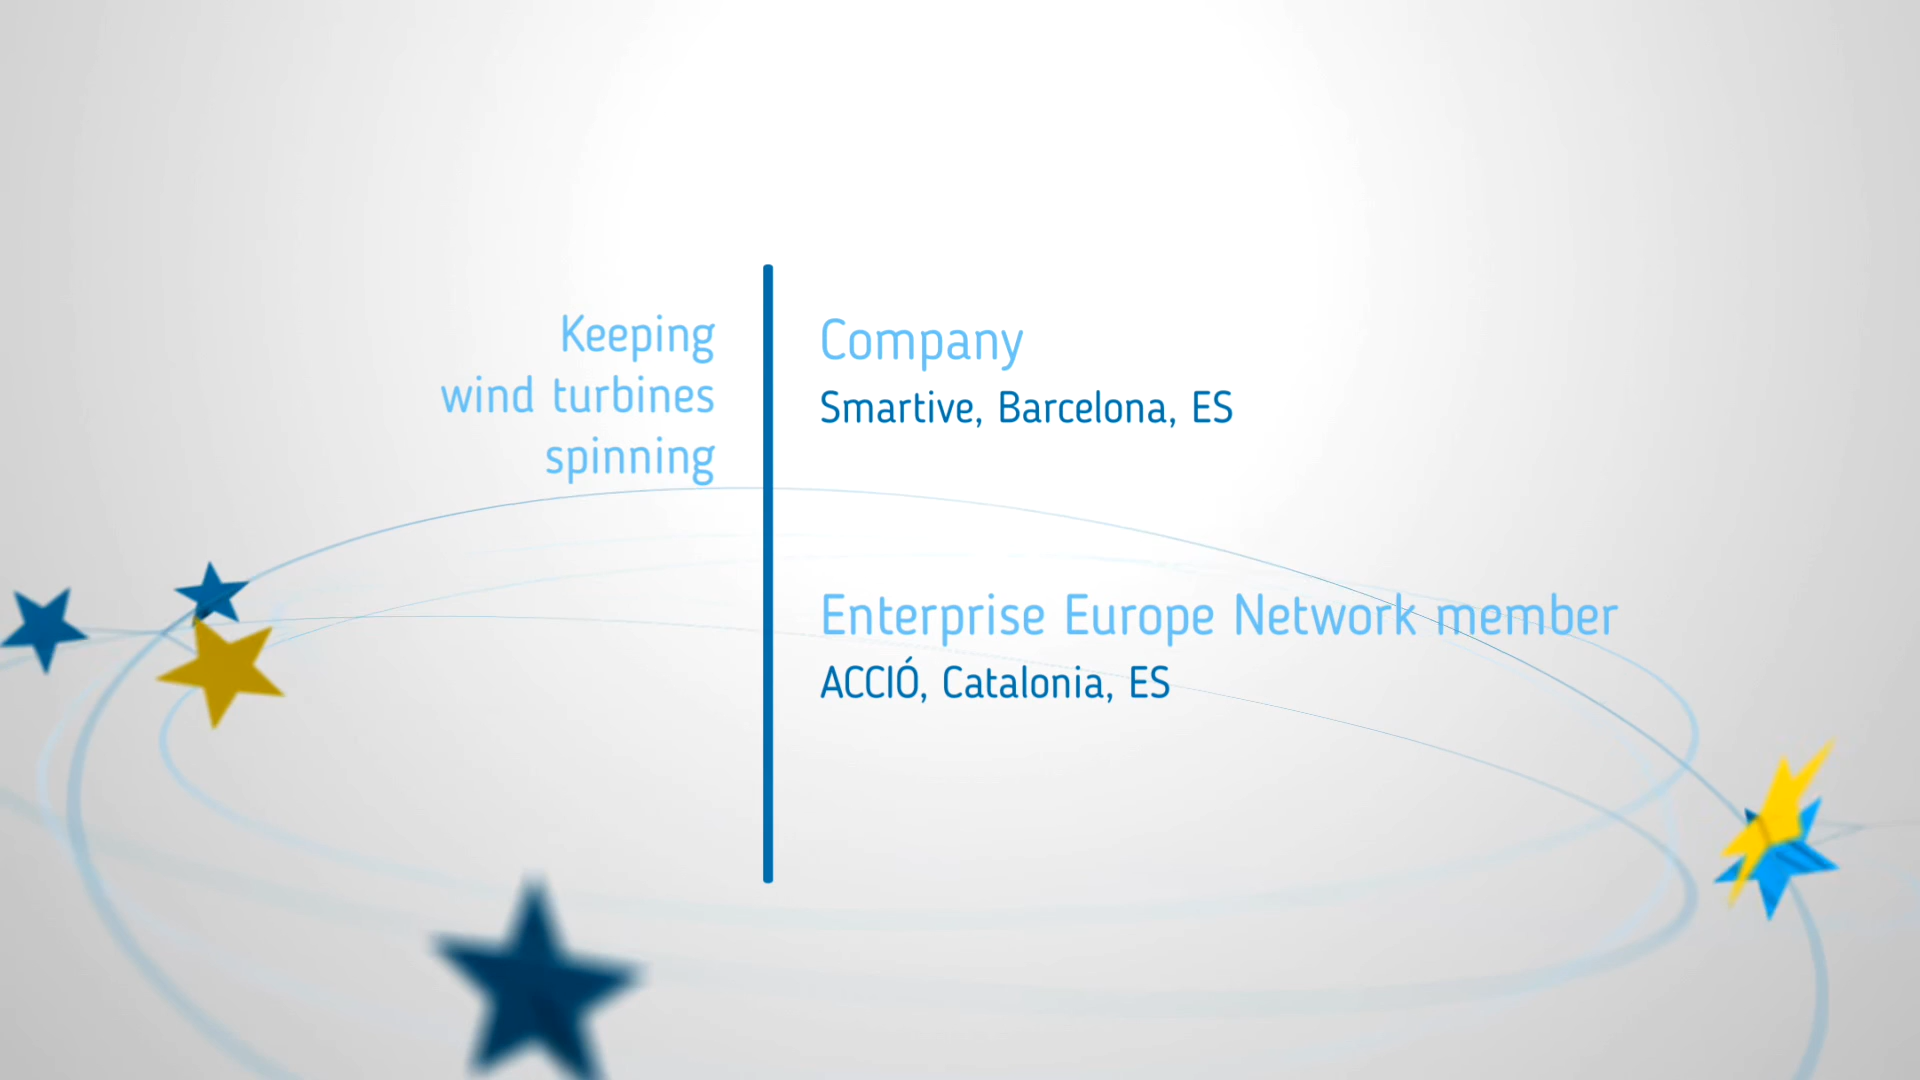 Keeping
wind turbines
spinning
Company
Smartive, Barcelona, ES
Enterprise Europe Network member
ACCIÓ, Catalonia, ES